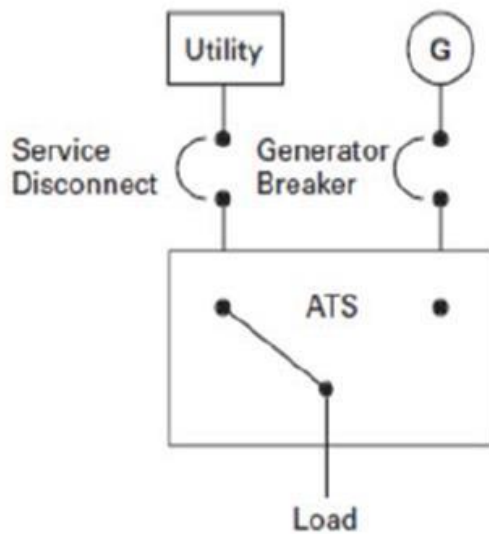 Utility
G
Service
Disconnect
Generator
Breaker
ATS
Load